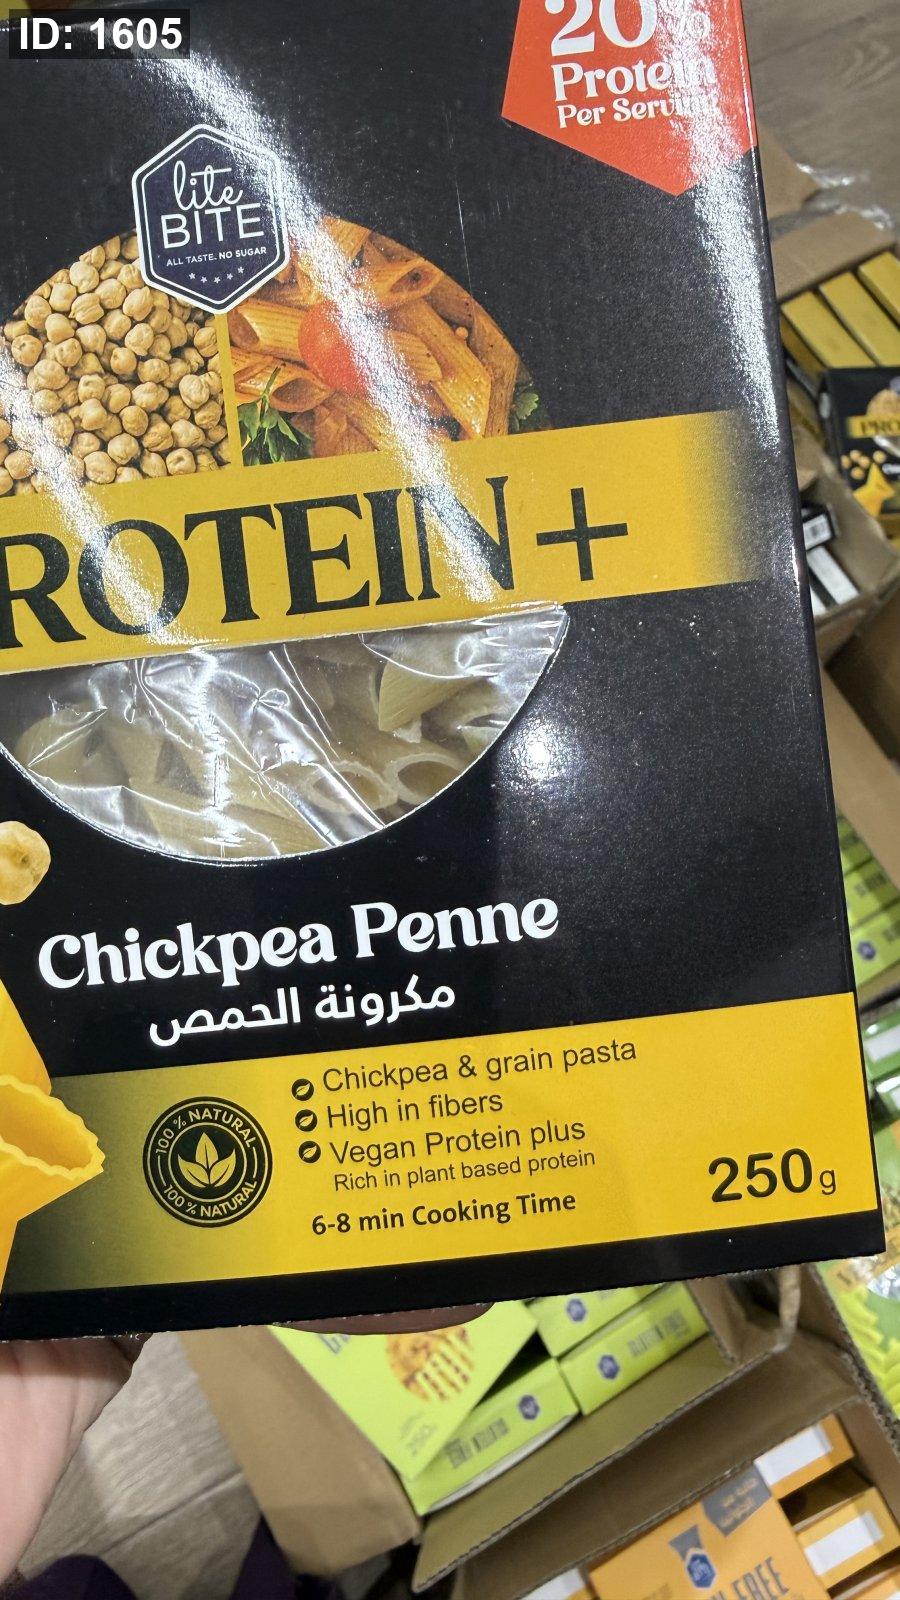 ID: 1605
20%
Protein
Per Serving
lite
BITE
ALL TASTE. NO SUGAR
ROTEIN+
PRO
Chickpea Penne
مكرونة الحمص
Chickpea & grain pasta
High in fibers
Vegan Protein plus
Rich in plant based protein
6-8 min Cooking Time
100% NATURAL
100% NATURAL
250g